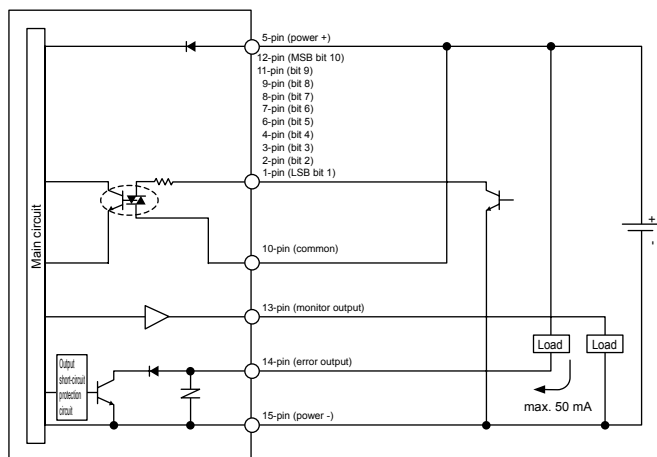 5-pin (power +)
12-pin (MSB bit 10)
11-pin (bit 9)
9-pin (bit 8)
8-pin (bit 7)
7-pin (bit 6)
6-pin (bit 5)
4-pin (bit 4)
3-pin (bit 3)
2-pin (bit 2)
1-pin (LSB bit 1)
Main circuit
+
-
10-pin (common)
13-pin (monitor output)
Load
Load
14-pin (error output)
Output
short-circuit
protection
circuit
max. 50 mA
15-pin (power -)